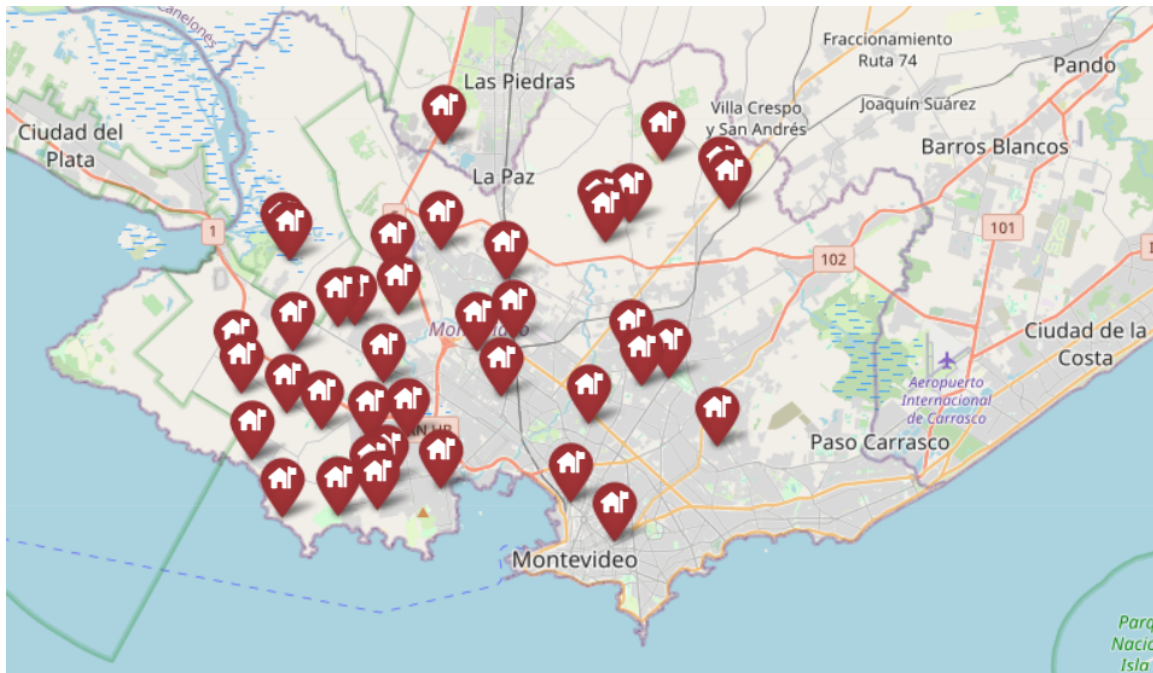 Canelones
Fraccionamiento
Ruta 74
Pando
Las Piedras
Villa Crespo
y San Andrés
Joaquín Suárez
Ciudad del
Plata
Barros Blancos
La Paz
1
101
102
Ciudad de la
Costa
Aeropuerto
Internacional
de Carrasco
Paso Carrasco
Montevideo
Parq
Nacio
Isla